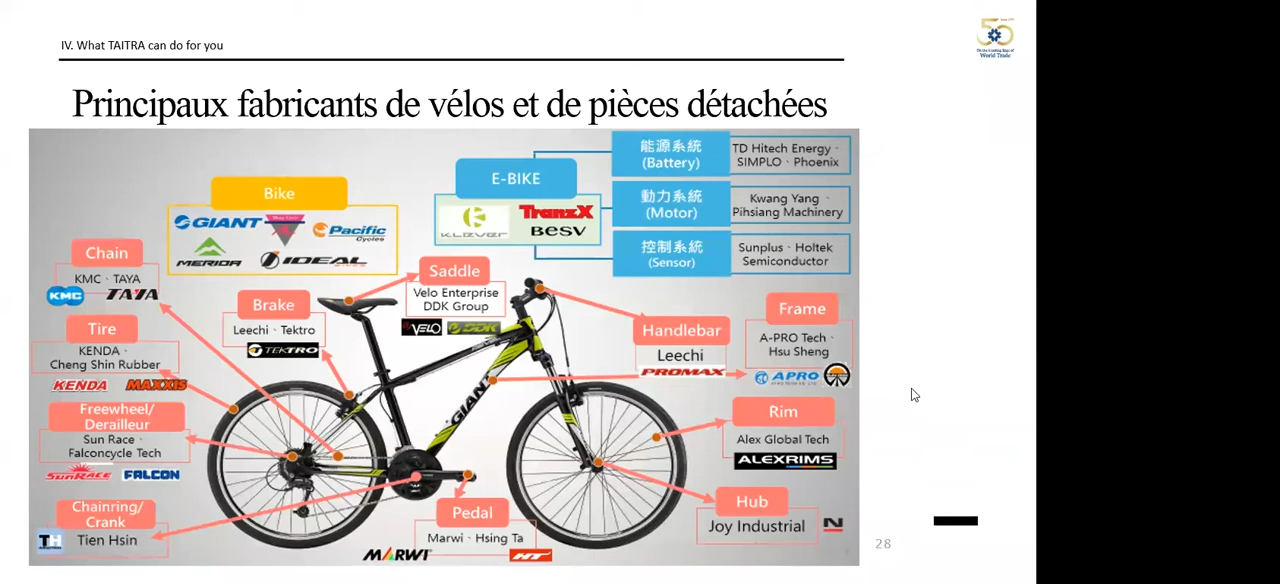 IV. What TAITRA can do for you
50
World Trade
Principaux fabricants de vélos et de pièces détachées
Bike
GIANT
Pacific
Cycles
MERIDA
IDEAL
E-BIKE
KLEVER
TRANZX
BESV
能源系統
(Battery)
TD Hitech Energy、
SIMPLO、Phoenix
動力系統
(Motor)
Kwang Yang、
Pihsiang Machinery
控制系統
(Sensor)
Sunplus、Holtek
Semiconductor
Chain
KMC、TAYA
KMC
TAYA
Saddle
Velo Enterprise
DDK Group
VELO
DDK
Brake
Leechi、Tektro
TEKTRO
Handlebar
Leechi
PROMAX
Frame
A-PRO Tech、
Hsu Sheng
APRO
Tire
KENDA、
Cheng Shin Rubber
KENDA
MAXXIS
Freewheel/
Derailleur
Sun Race、
Falconcycle Tech
SUNRACE
FALCON
GIANT
Rim
Alex Global Tech
ALEXRIMS
Chainring/
Crank
Tien Hsin
TH
Pedal
Marwi、Hsing Ta
MARWI
HT
Hub
Joy Industrial
N
28